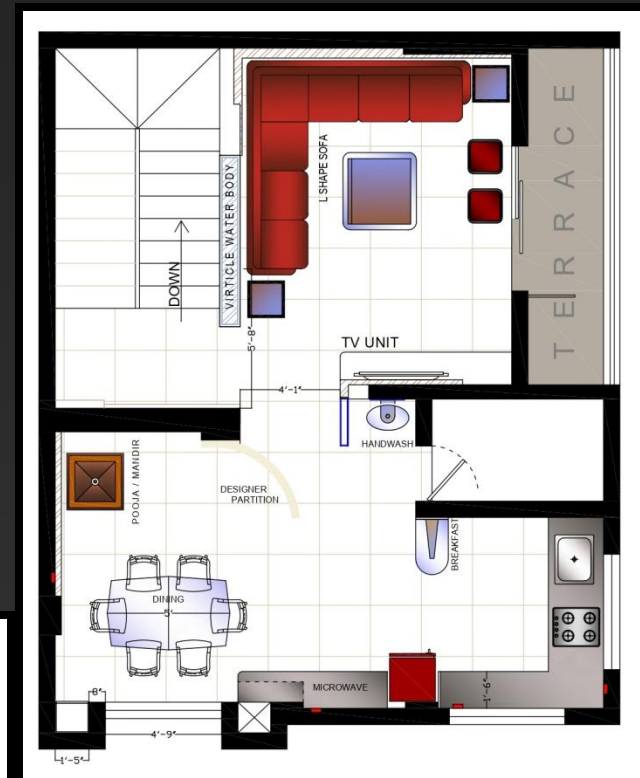 TERRACE
L SHAPE SOFA
VIRTICLE WATER BODY
DOWN
5'-8"
TV UNIT
4'-1"
HANDWASH
POOJA / MANDIR
DESIGNER
PARTITION
BREAKFAST
DINING
5'
MICROWAVE
1'-6"
8"
4'-9"
1'-5"